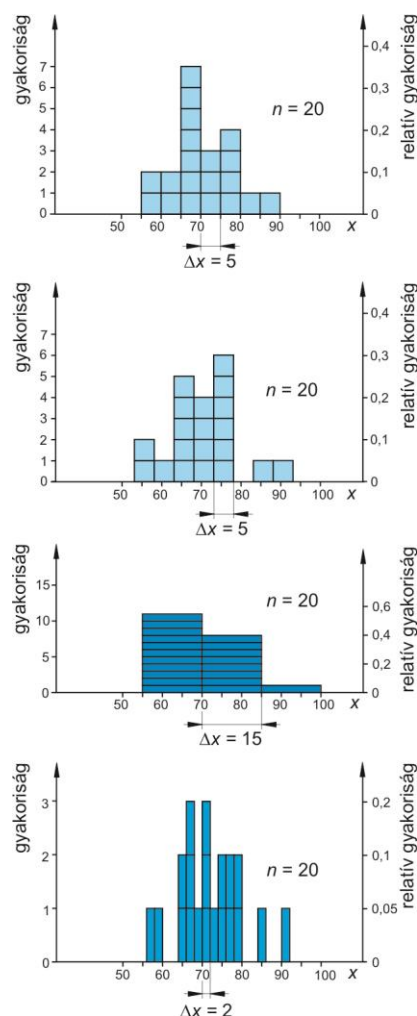 gyakoriság
relatív gyakoriság
7
6
5
4
3
2
1
0
0,4
0,3
0,2
0,1
0
n = 20
50 60 70 80 90 100 x
Δx = 5
gyakoriság
relatív gyakoriság
7
6
5
4
3
2
1
0
0,4
0,3
0,2
0,1
0
n = 20
50 60 70 80 90 100 x
Δx = 5
gyakoriság
relatív gyakoriság
15
10
5
0
0,6
0,4
0,2
0
n = 20
50 60 70 80 90 100 x
Δx = 15
gyakoriság
relatív gyakoriság
3
2
1
0
0,2
0,1
0,05
0
n = 20
50 60 70 80 90 100 x
Δx = 2